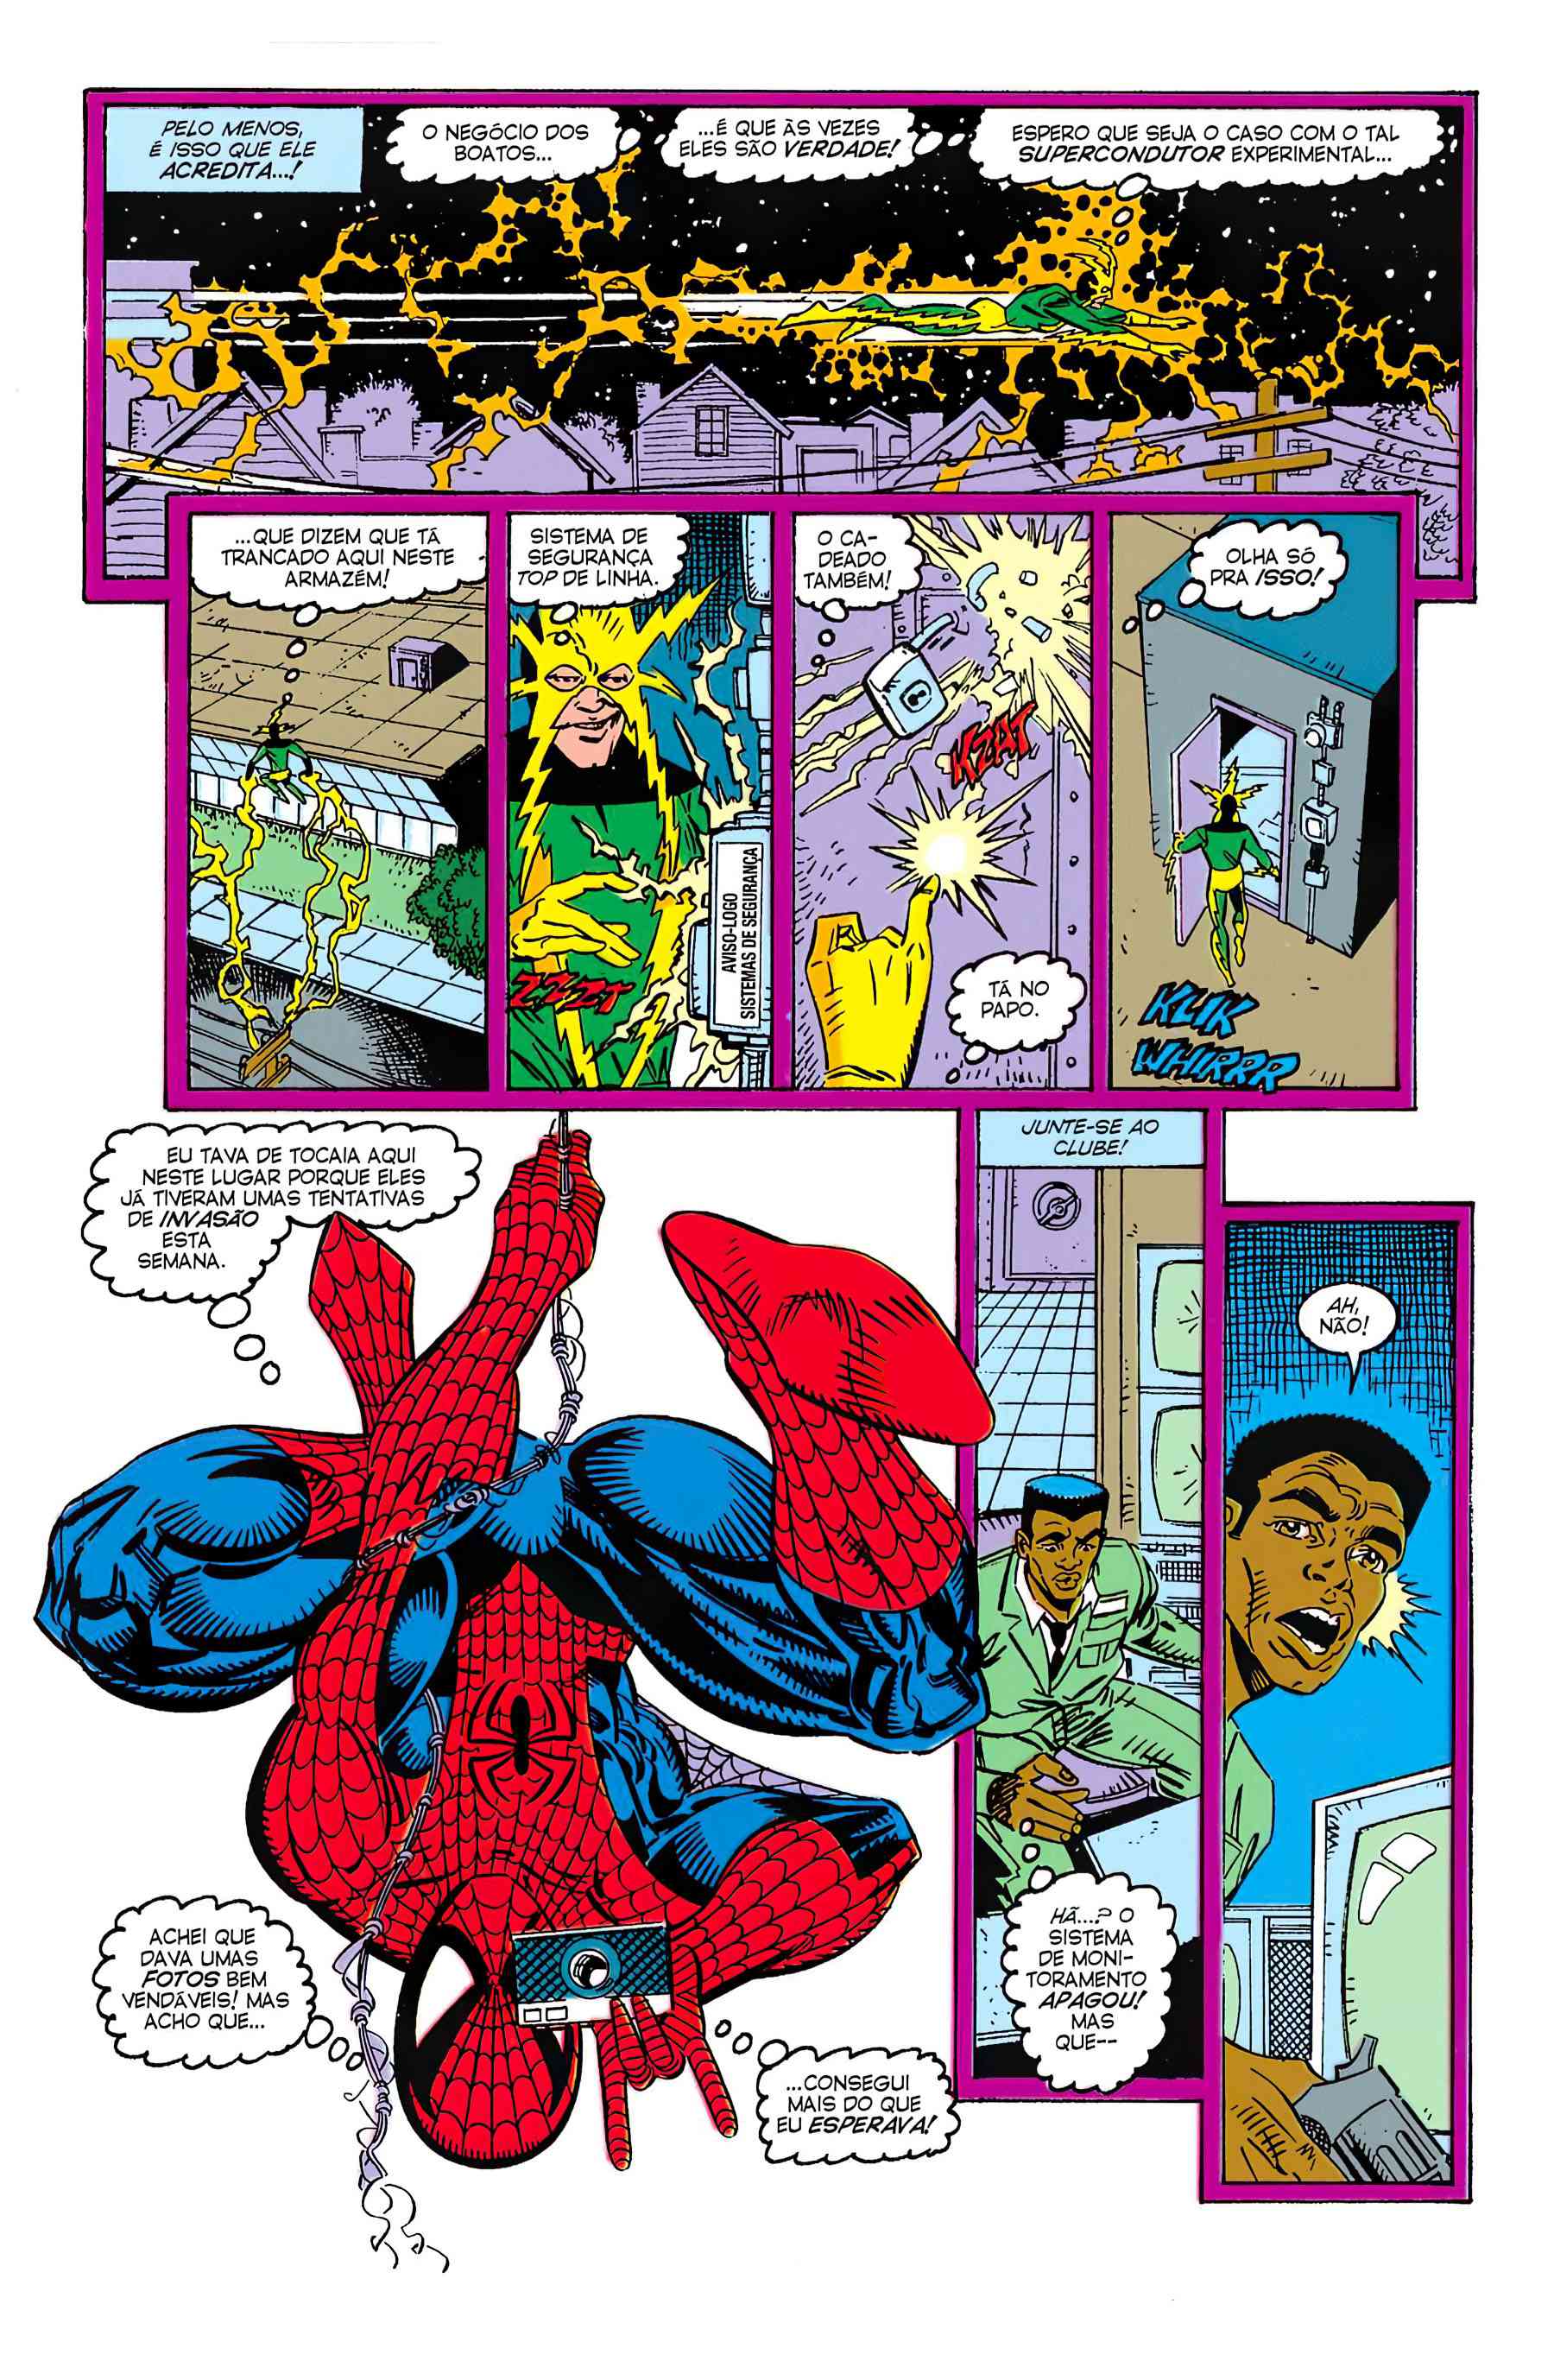 PELO MENOS,
É ISSO QUE ELE
ACREDITA...!
O NEGÓCIO DOS
BOATOS...
...É QUE ÀS VEZES
ELES SÃO VERDADE!
ESPERO QUE SEJA O CASO COM O TAL
SUPERCONDUTOR EXPERIMENTAL...
...QUE DIZEM QUE TÁ
TRANCADO AQUI NESTE
ARMAZÉM!
SISTEMA DE
SEGURANÇA
TOP DE LINHA.
AVISO-LOGO
SISTEMAS DE SEGURANÇA
ZZZZT
O CA-
DEADO
TAMBÉM!
KZAT
TÁ NO
PAPO.
OLHA SÓ
PRA ISSO!
KLIK
WHIRRR
EU TAVA DE TOCAIA AQUI
NESTE LUGAR PORQUE ELES
JÁ TIVERAM UMAS TENTATIVAS
DE INVASÃO
ESTA
SEMANA.
ACHEI QUE
DAVA UMAS
FOTOS BEM
VENDÁVEIS! MAS
ACHO QUE...
...CONSEGUI
MAIS DO QUE
EU ESPERAVA!
JUNTE-SE AO
CLUBE!
HÃ...? O
SISTEMA
DE MONI-
TORAMENTO
APAGOU!
MAS
QUE--
AH,
NÃO!